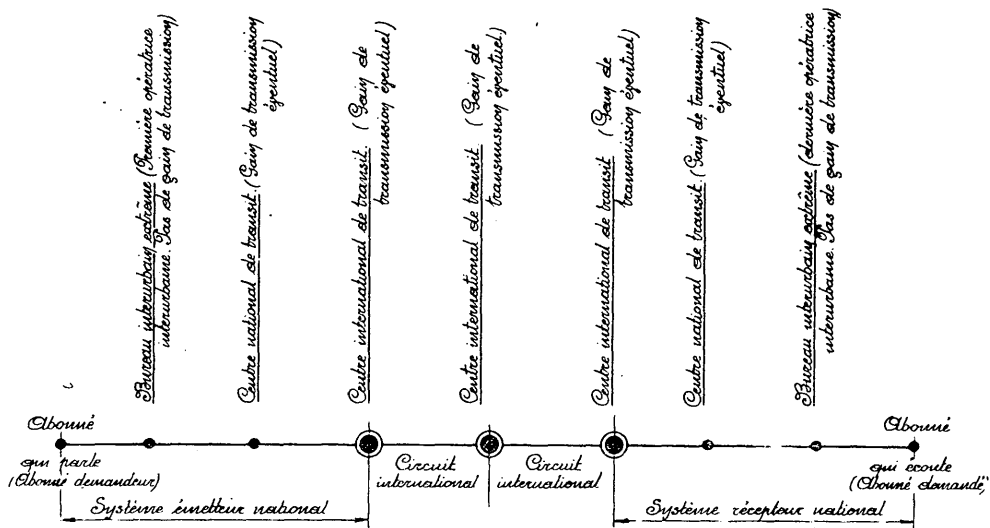 Bureau interurbain extrême (Première opératrice
interurbaine. Pas de gain de transmission)
Centre national de transit. (Gain de transmission
éventuel)
Centre international de transit. (Gain de
transmission éventuel)
Centre international de transit (Gain de
transmission éventuel)
Centre international de transit (Gain de
transmission éventuel)
Centre national de transit. (Gain de transmission
éventuel)
Bureau interurbain extrême (dernière opératrice
interurbaine. Pas de gain de transmission)
Abonné
qui parle
(Abonné demandeur)
Circuit
international
Circuit
international
Abonné
qui écoute
(Abonné demandé)
Système émetteur national
Système récepteur national